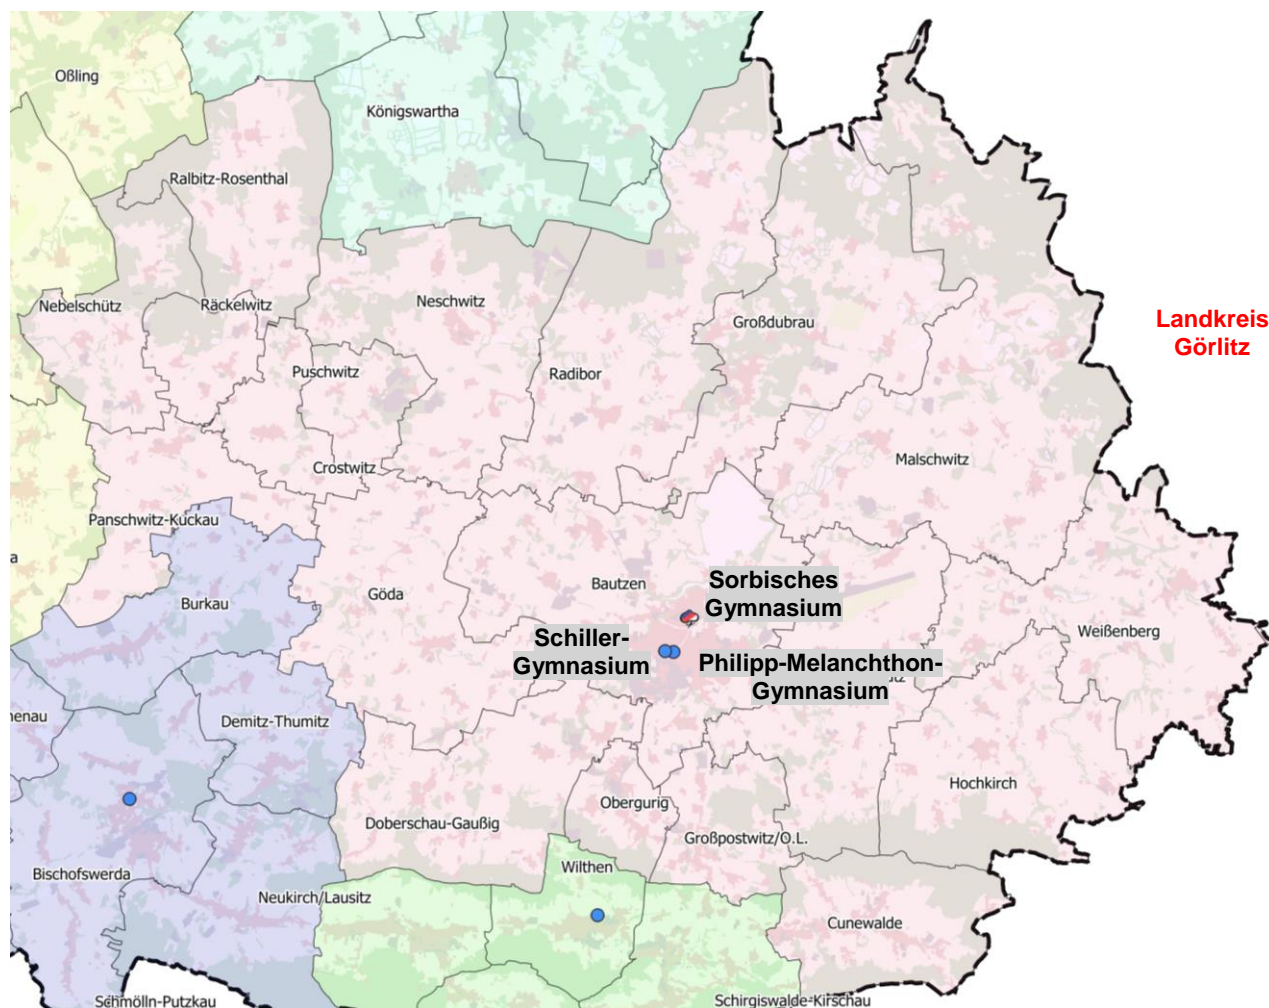 Oßling
Königswartha
Ralbitz-Rosenthal
Nebelschütz
Räckelwitz
Neschwitz
Großdubrau
Landkreis
Görlitz
Puschwitz
Radibor
Malschwitz
Crostwitz
Panschwitz-Kuckau
a
Burkau
Göda
Bautzen
Sorbisches
Gymnasium
Schiller-
Gymnasium
Weißenberg
Philipp-Melanchthon-
Gymnasium
tz
enau
Demitz-Thumitz
Hochkirch
Obergurig
Doberschau-Gaußig
Großpostwitz/O.L.
Bischofswerda
Wilthen
Neukirch/Lausitz
Cunewalde
Schmölln-Putzkau
Schirgiswalde-Kirschau